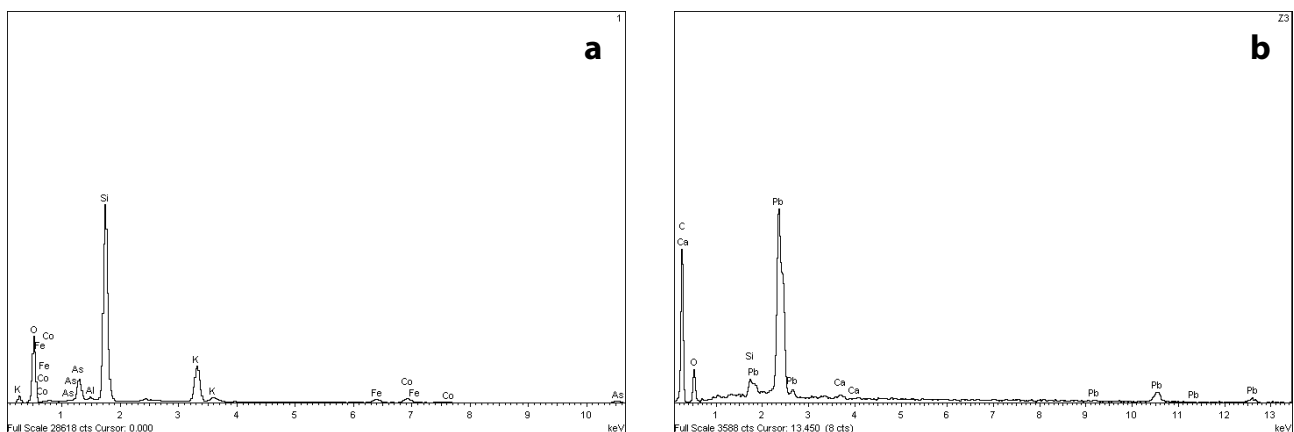 1
a
Si
O
Co
Fe
Fe
Co
Co
K
As
As
As
Al
K
K
Fe
Co
Fe
Co
As
1 2 3 4 5 6 7 8 9 10
Full Scale 28618 cts Cursor: 0.000
keV
Z3
b
C
Ca
O
Si
Pb
Pb
Pb
Ca
Ca
Pb
Pb
Pb
Pb
1 2 3 4 5 6 7 8 9 10 11 12 13
Full Scale 3588 cts Cursor: 13.450 (8 cts)
keV